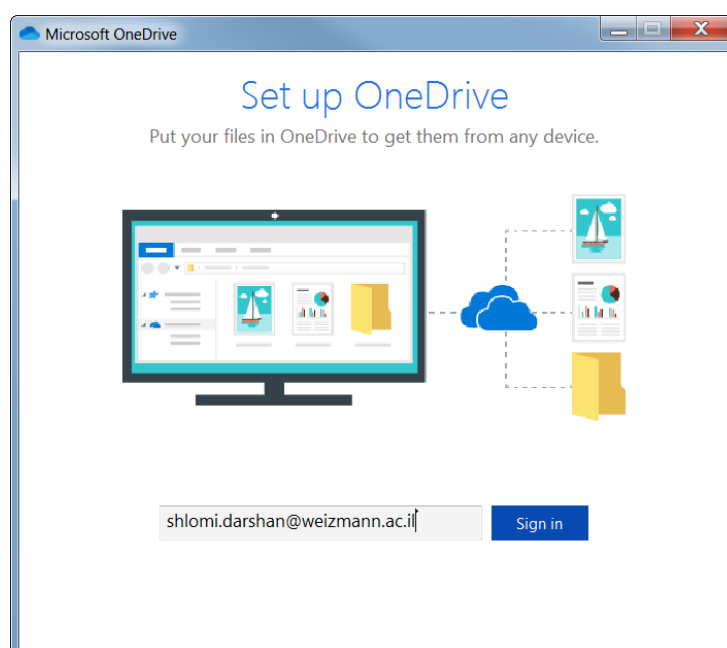 Microsoft OneDrive
Set up OneDrive
Put your files in OneDrive to get them from any device.
shlomi.darshan@weizmann.ac.il
Sign in